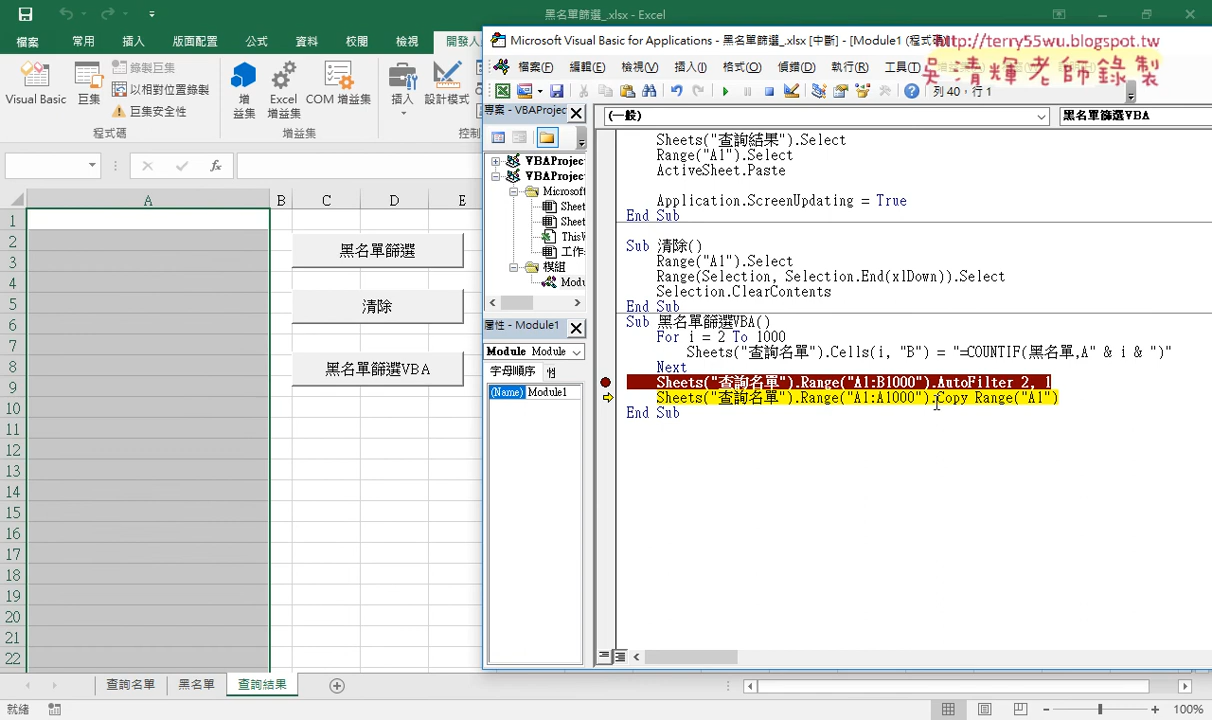 黑名單篩選_.xlsx - Excel
檔案 常用 插入 版面配置 公式 資料 校閱 檢視 開發人
Visual Basic 巨集 錄製巨集 以相對位置錄製 巨集安全性 增益集 Excel 增益集 COM 增益集 插入 設計模式
程式碼 增益集 控制
A B C D E
1
2
3
4
5
6
7
8
9
10
11
12
13
14
15
16
17
18
19
20
21
22
黑名單篩選
清除
黑名單篩選VBA
查詢名單 黑名單 查詢結果
就緒
100%
Microsoft Visual Basic for Applications - 黑名單篩選_.xlsx [中斷] - [Module1 (程式碼)]
http://terry55wu.blogspot.tw
吳清輝老師錄製
檔案(F) 編輯(E) 檢視(V) 插入(I) 格式(O) 偵錯(D) 執行(R) 工具(T)
列 40，行 1
專案 - VBAProjec
VBAProjec
VBAProjec
Microsoft
Sheet
Sheet
ThisW
工作
模組
Modu
屬性 - Module1
Module1 Module
字母順序
(Name) Module1
(一般) 黑名單篩選VBA
Sheets("查詢結果").Select
Range("A1").Select
ActiveSheet.Paste
Application.ScreenUpdating = True
End Sub
Sub 清除()
Range("A1").Select
Range(Selection, Selection.End(xlDown)).Select
Selection.ClearContents
End Sub
Sub 黑名單篩選VBA()
For i = 2 To 1000
Sheets("查詢名單").Cells(i, "B") = "=COUNTIF(黑名單,A" & i & ")"
Next
Sheets("查詢名單").Range("A1:B1000").AutoFilter 2, 1
Sheets("查詢名單").Range("A1:A1000").Copy Range("A1")
End Sub